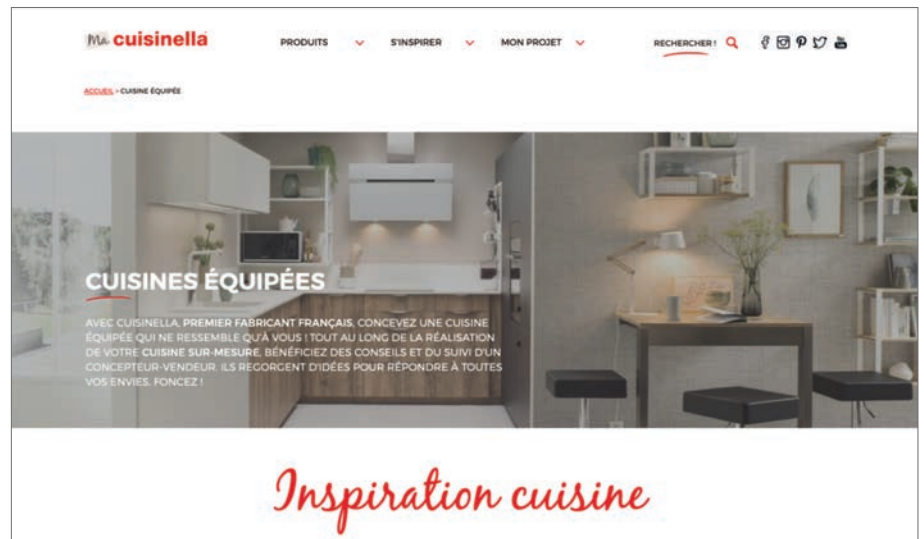 Ma cuisinella
PRODUITS S'INSPIRER MON PROJET RECHERCHER !
ACCUEIL > CUISINE ÉQUIPÉE
CUISINES ÉQUIPÉES
AVEC CUISINELLA, PREMIER FABRICANT FRANÇAIS, CONCEVEZ UNE CUISINE
ÉQUIPÉE QUI NE RESSEMBLE QU'À VOUS ! TOUT AU LONG DE LA RÉALISATION
DE VOTRE CUISINE SUR-MESURE, BÉNÉFICIEZ DES CONSEILS ET DU SUIVI D'UN
CONCEPTEUR-VENDEUR. ILS REGORGENT D'IDÉES POUR RÉPONDRE À TOUTES
VOS ENVIES. FONCEZ !
Inspiration cuisine